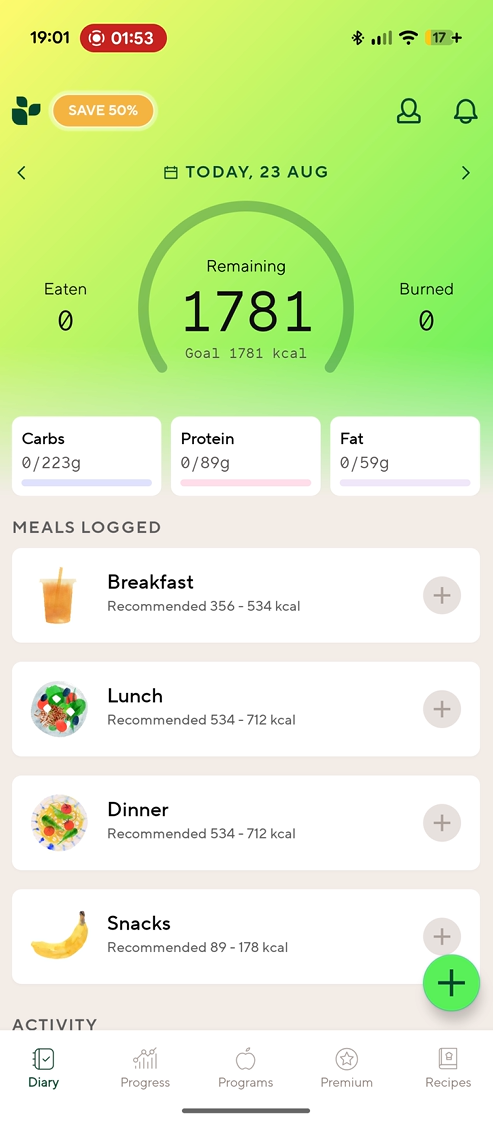 19:01
01:53
17
SAVE 50%
TODAY, 23 AUG
Remaining
Eaten
0
1781
Burned
0
Goal 1781 kcal
Carbs
0/223g
Protein
0/89g
Fat
0/59g
MEALS LOGGED
Breakfast
Recommended 356 - 534 kcal
Lunch
Recommended 534 - 712 kcal
Dinner
Recommended 534 - 712 kcal
Snacks
Recommended 89 - 178 kcal
ACTIVITY
Diary
Progress
Programs
Premium
Recipes